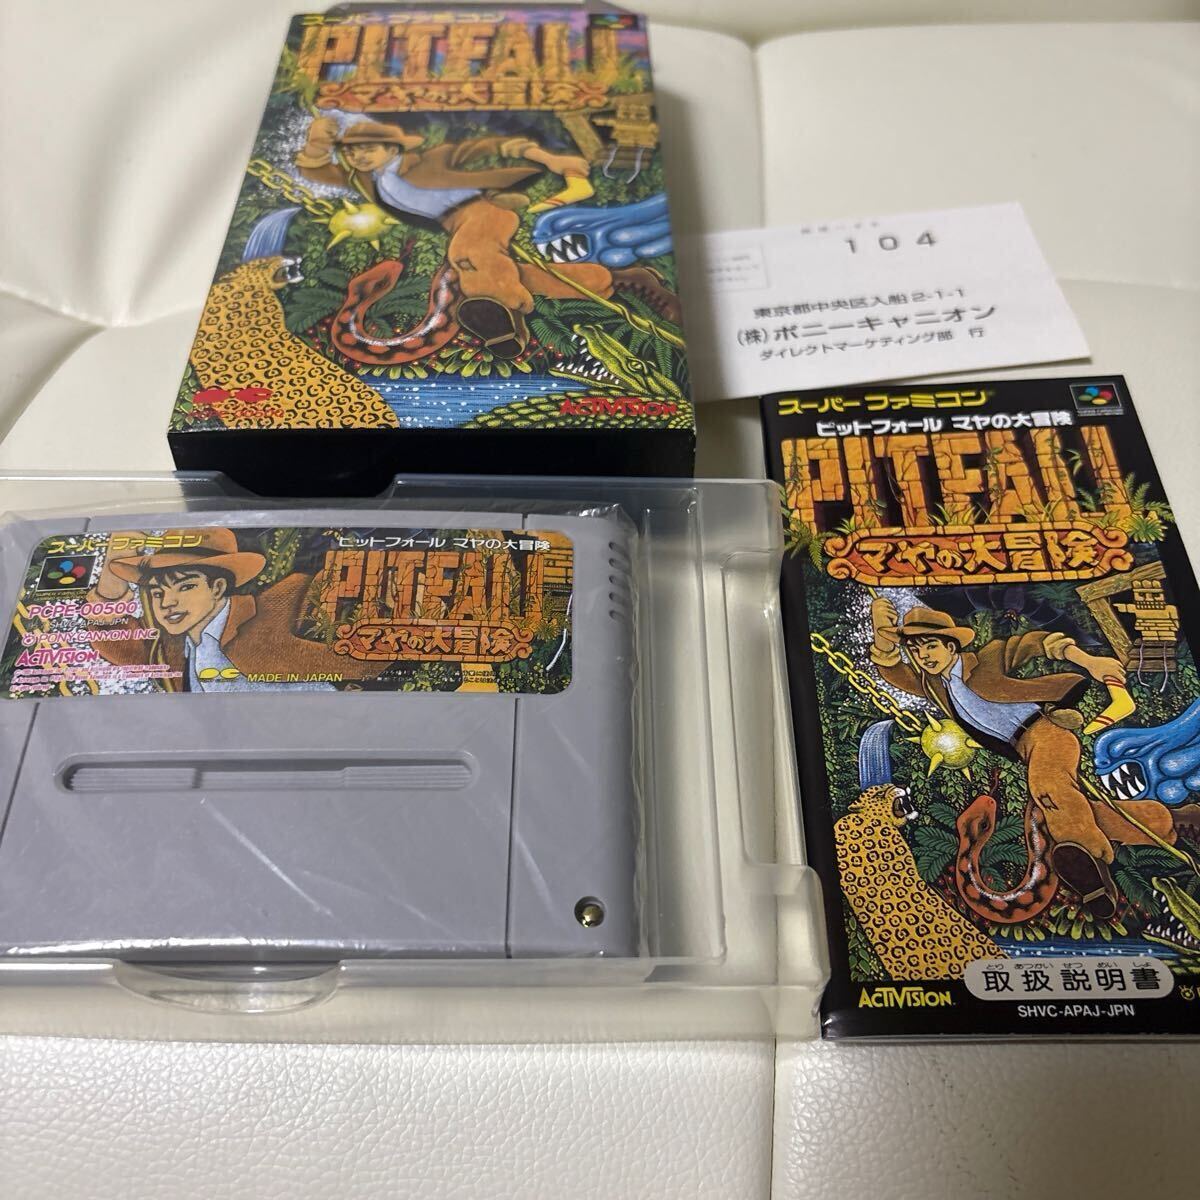 スーパーファミコン
PITFALL
マヤの大冒険
ACTIVISION
104
東京都中央区入船2-1-1
(株)ポニーキャニオン
ダイレクトマーケティング部 行
スーパーファミコン
ピットフォール マヤの大冒険
PITFALL
マヤの大冒険
とり あつかい せつ めい しょ
取扱説明書
ACTIVISION
SHVC-APAJ-JPN
スーパーファミコン
ピットフォール マヤの大冒険
PITFALL
マヤの大冒険
PCPE-00500
SHVC-APAJ-JPN
PONY CANYON INC.
ACTIVISION
MADE IN JAPAN